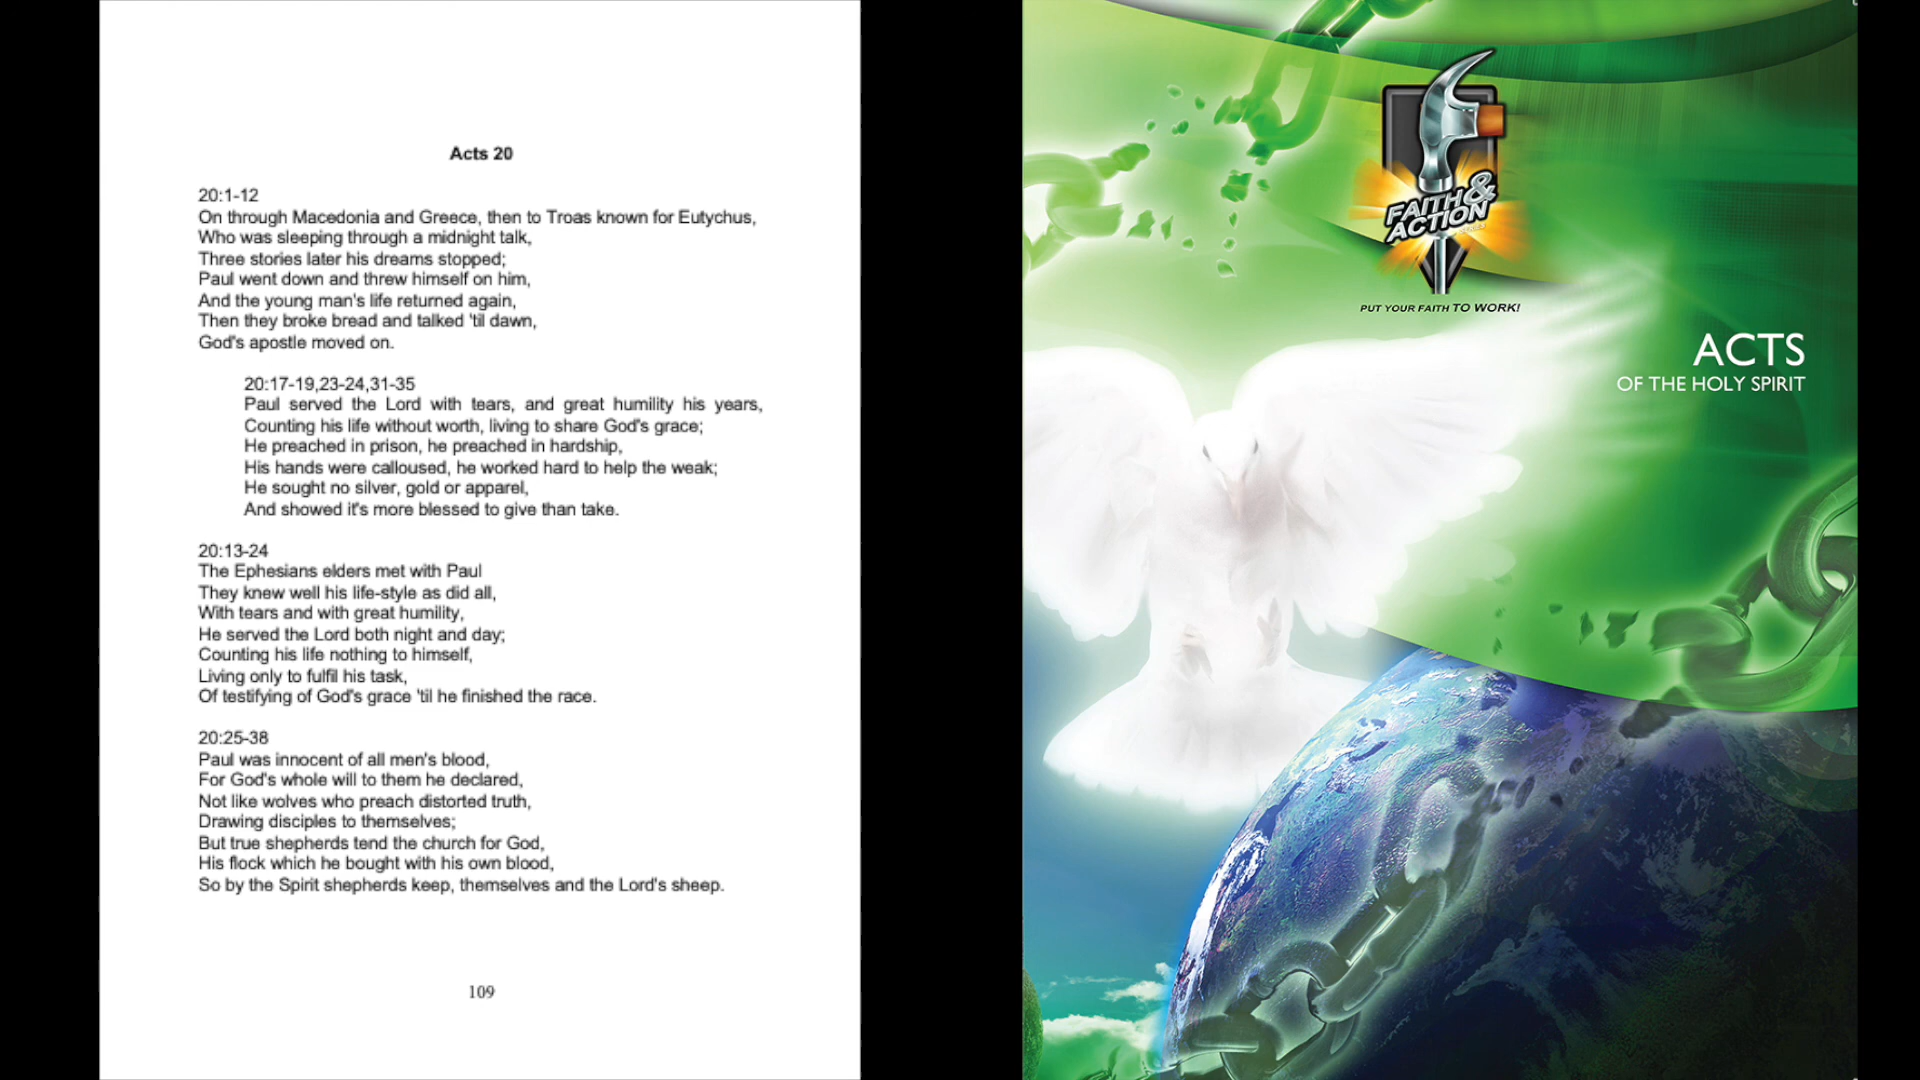 Acts 20
20:1-12
On through Macedonia and Greece, then to Troas known for Eutychus,
Who was sleeping through a midnight talk,
Three stories later his dreams stopped;
Paul went down and threw himself on him,
And the young man's life returned again,
Then they broke bread and talked 'til dawn,
God's apostle moved on.
20:17-19,23-24,31-35
Paul served the Lord with tears, and great humility his years,
Counting his life without worth, living to share God's grace;
He preached in prison, he preached in hardship,
His hands were calloused, he worked hard to help the weak;
He sought no silver, gold or apparel,
And showed it's more blessed to give than take.
20:13-24
The Ephesians elders met with Paul
They knew well his life-style as did all,
With tears and with great humility,
He served the Lord both night and day;
Counting his life nothing to himself,
Living only to fulfil his task,
Of testifying of God's grace 'til he finished the race.
20:25-38
Paul was innocent of all men's blood,
For God's whole will to them he declared,
Not like wolves who preach distorted truth,
Drawing disciples to themselves;
But true shepherds tend the church for God,
His flock which he bought with his own blood,
So by the Spirit shepherds keep, themselves and the Lord's sheep.
109
FAITH &
ACTION
SERIES
PUT YOUR FAITH TO WORK!
ACTS
OF THE HOLY SPIRIT